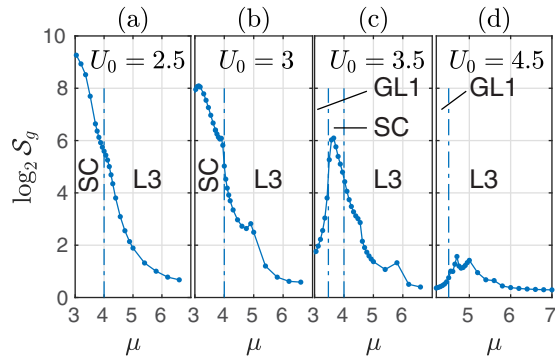 (a) (b) (c) (d)
U₀ = 2.5 U₀ = 3 U₀ = 3.5 U₀ = 4.5
GL1 GL1
SC
SC L3 SC L3 L3 L3
log₂ 𝒮g
10
8
6
4
2
0
3 4 5 6 3 4 5 6 3 4 5 6 5 6 7
μ μ μ μ